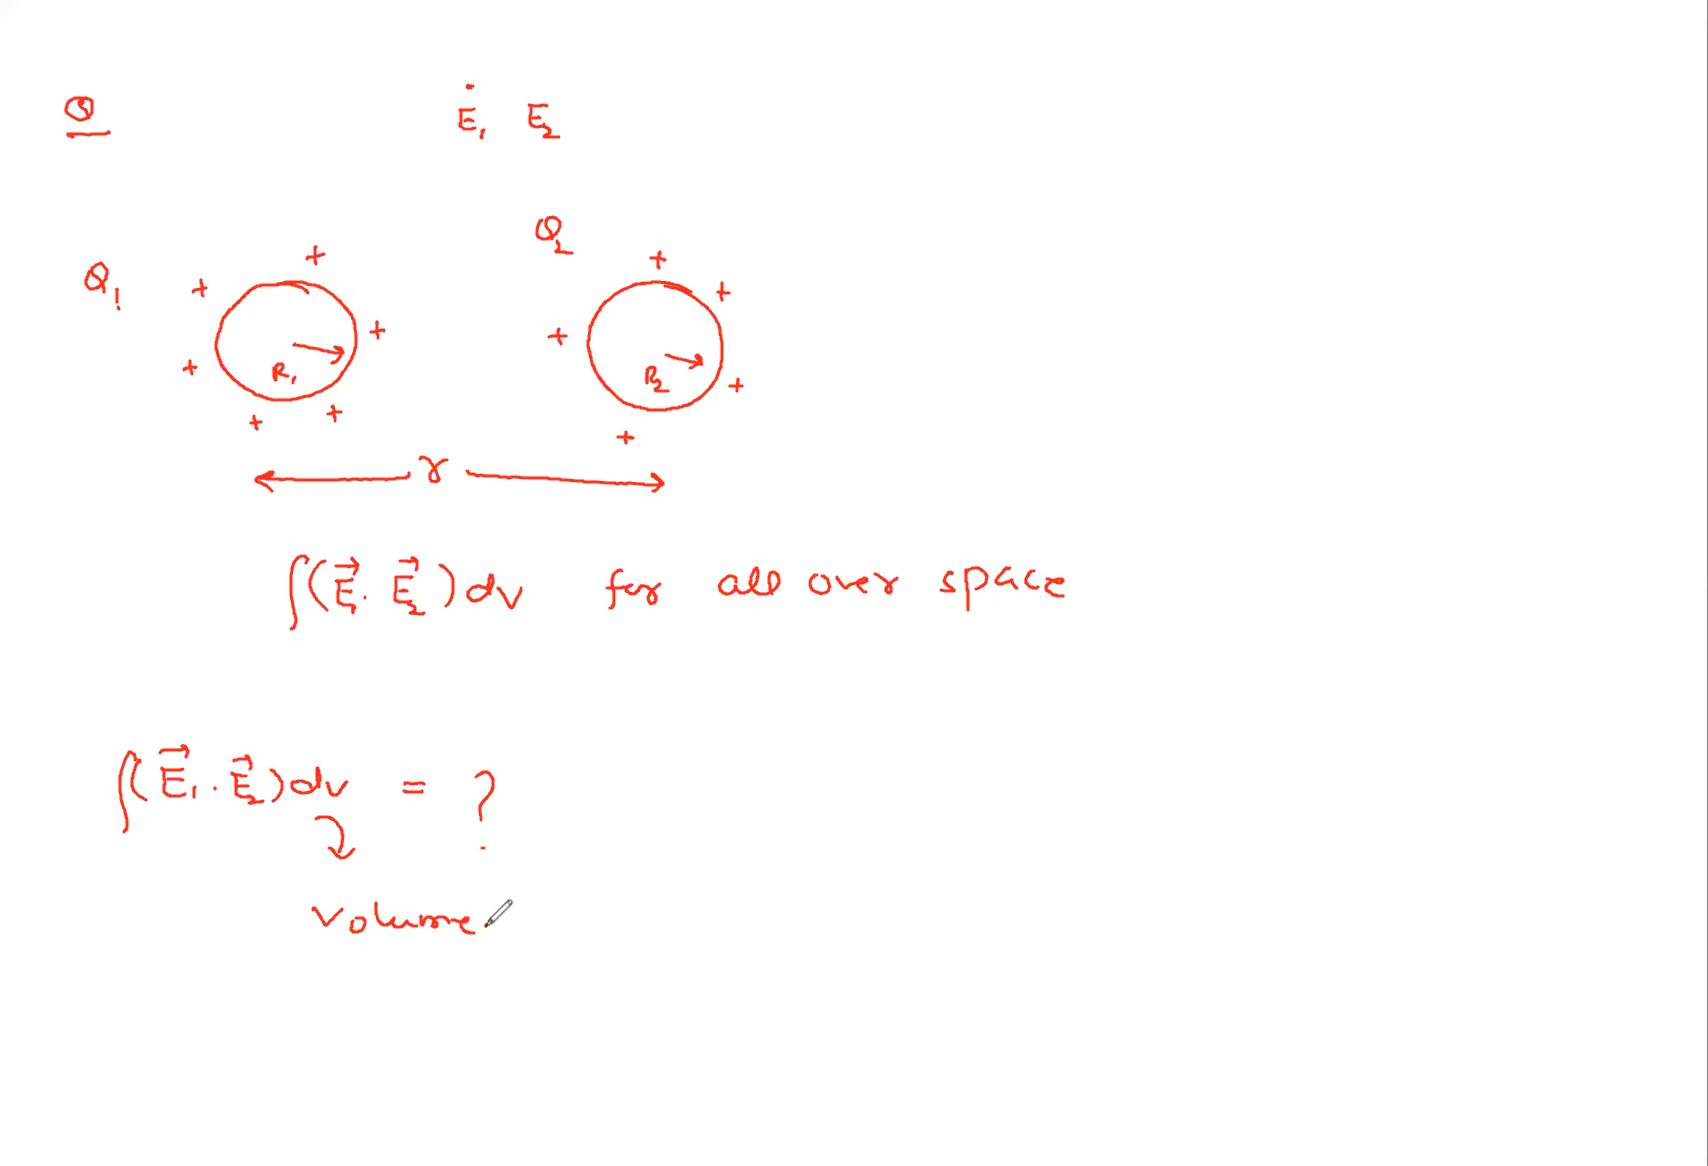 Q
E₁ E₂
Q₂
Q₁
+ + + + + +
+ + + + +
R₁ R₂
r
∫(E⃗₁ · E⃗₂) dv for all over space
∫(E⃗₁ · E⃗₂) dv = ?
volume